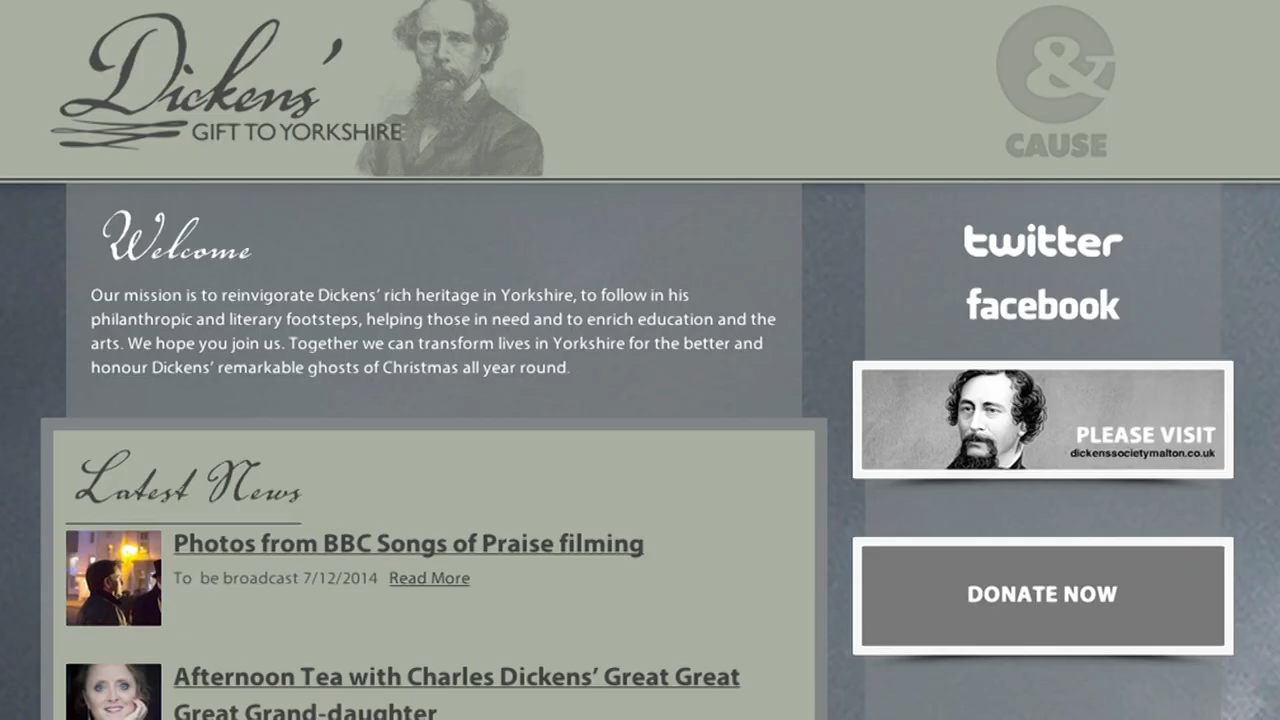 Dickens'
GIFT TO YORKSHIRE
&
CAUSE
Welcome
Our mission is to reinvigorate Dickens' rich heritage in Yorkshire, to follow in his
philanthropic and literary footsteps, helping those in need and to enrich education and the
arts. We hope you join us. Together we can transform lives in Yorkshire for the better and
honour Dickens' remarkable ghosts of Christmas all year round.
Latest News
Photos from BBC Songs of Praise filming
To be broadcast 7/12/2014 Read More
Afternoon Tea with Charles Dickens' Great Great
Great Grand-daughter
twitter
facebook
PLEASE VISIT
dickenssocietymalton.co.uk
DONATE NOW